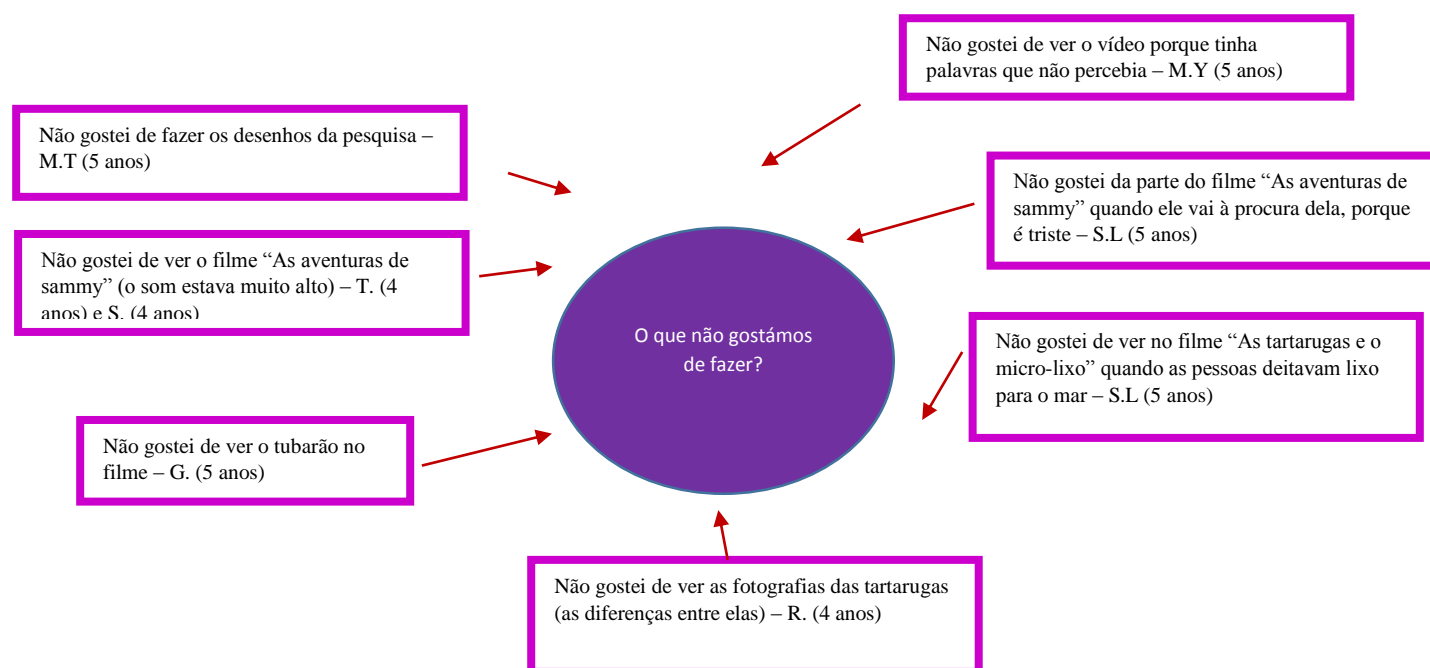 Não gostei de ver o vídeo porque tinha
palavras que não percebia – M.Y (5 anos)
Não gostei de fazer os desenhos da pesquisa –
M.T (5 anos)
Não gostei da parte do filme “As aventuras de
sammy” quando ele vai à procura dela, porque
é triste – S.L (5 anos)
Não gostei de ver o filme “As aventuras de
sammy” (o som estava muito alto) – T. (4
anos) e S. (4 anos)
O que não gostámos
de fazer?
Não gostei de ver no filme “As tartarugas e o
micro-lixo” quando as pessoas deitavam lixo
para o mar – S.L (5 anos)
Não gostei de ver o tubarão no
filme – G. (5 anos)
Não gostei de ver as fotografias das tartarugas
(as diferenças entre elas) – R. (4 anos)